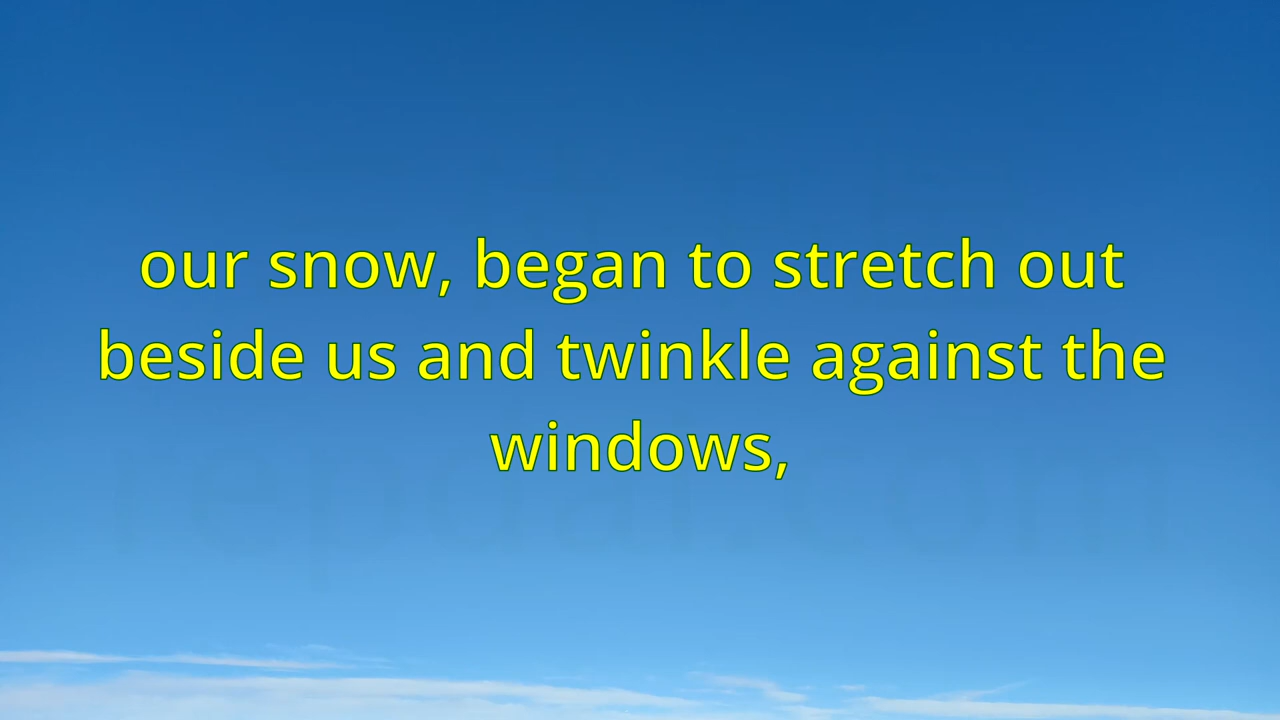 our snow, began to stretch out
beside us and twinkle against the
windows,